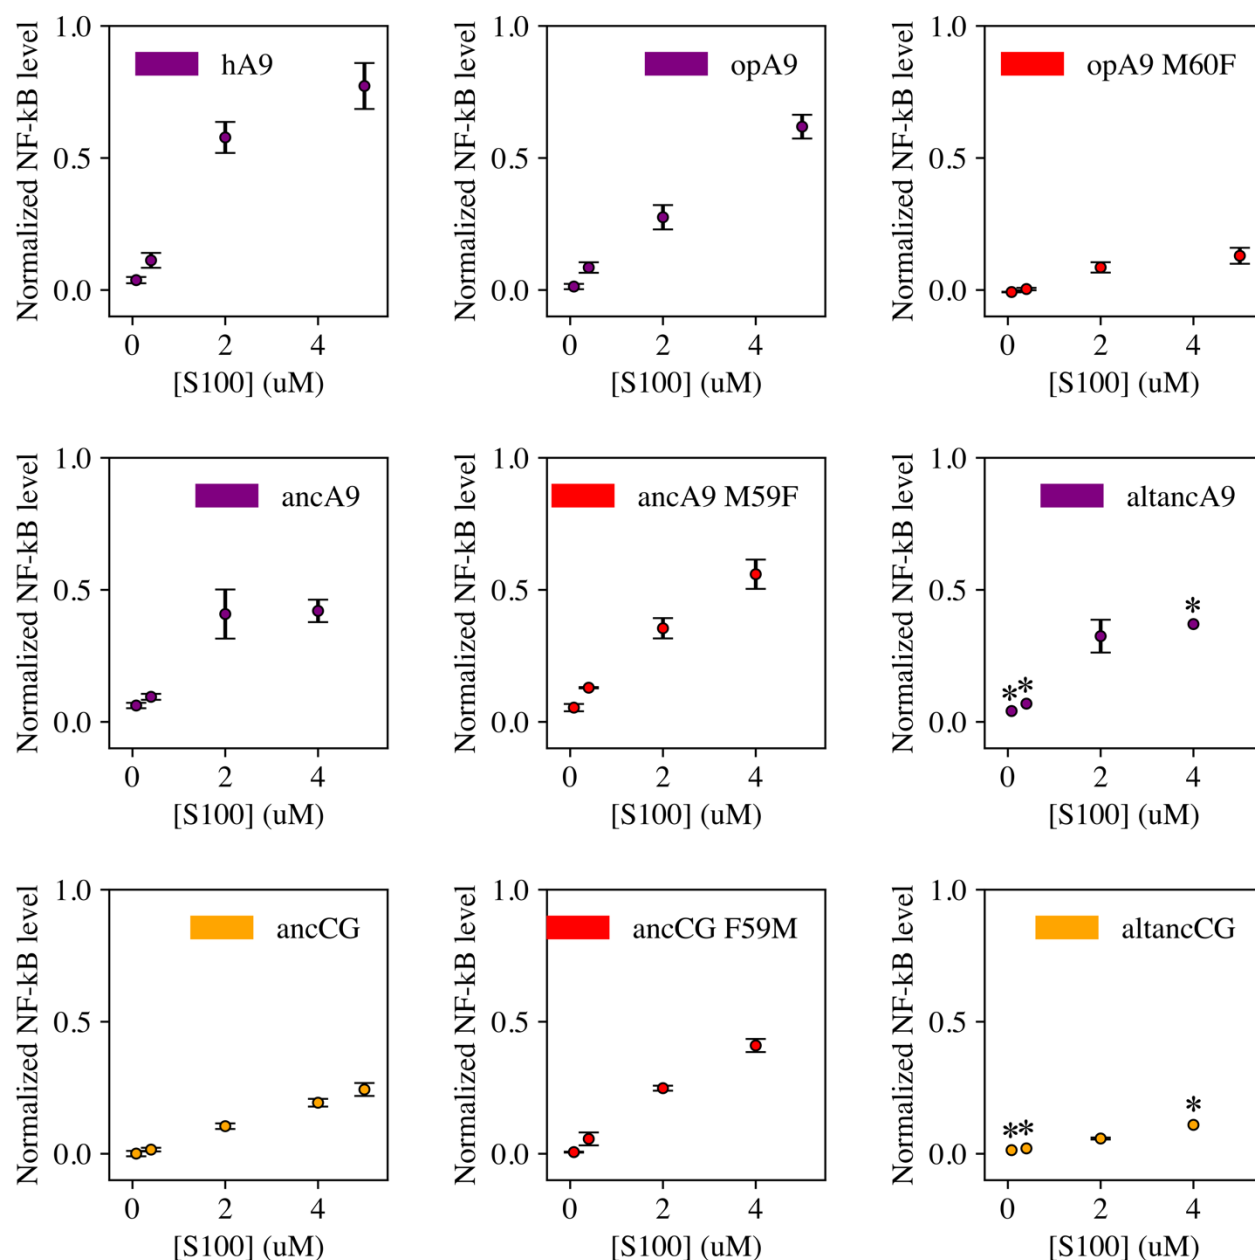 Normalized NF-kB level
1.0
0.5
0.0
hA9
0 2 4
[S100] (uM)
Normalized NF-kB level
1.0
0.5
0.0
opA9
0 2 4
[S100] (uM)
Normalized NF-kB level
1.0
0.5
0.0
opA9 M60F
0 2 4
[S100] (uM)
Normalized NF-kB level
1.0
0.5
0.0
ancA9
0 2 4
[S100] (uM)
Normalized NF-kB level
1.0
0.5
0.0
ancA9 M59F
0 2 4
[S100] (uM)
Normalized NF-kB level
1.0
0.5
0.0
altancA9
*
* *
0 2 4
[S100] (uM)
Normalized NF-kB level
1.0
0.5
0.0
ancCG
0 2 4
[S100] (uM)
Normalized NF-kB level
1.0
0.5
0.0
ancCG F59M
0 2 4
[S100] (uM)
Normalized NF-kB level
1.0
0.5
0.0
altancCG
*
* *
0 2 4
[S100] (uM)